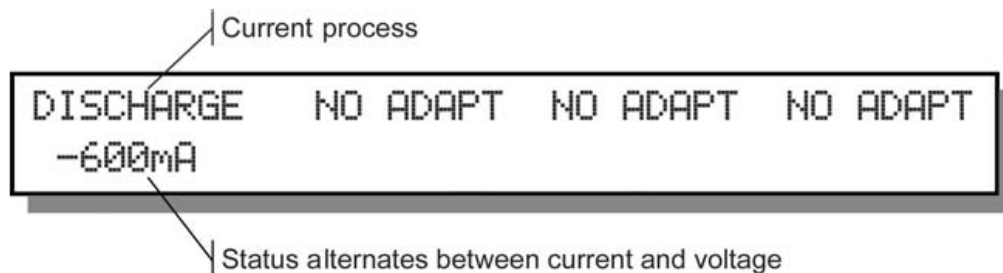 Current process
DISCHARGE NO ADAPT NO ADAPT NO ADAPT
-600mA
Status alternates between current and voltage